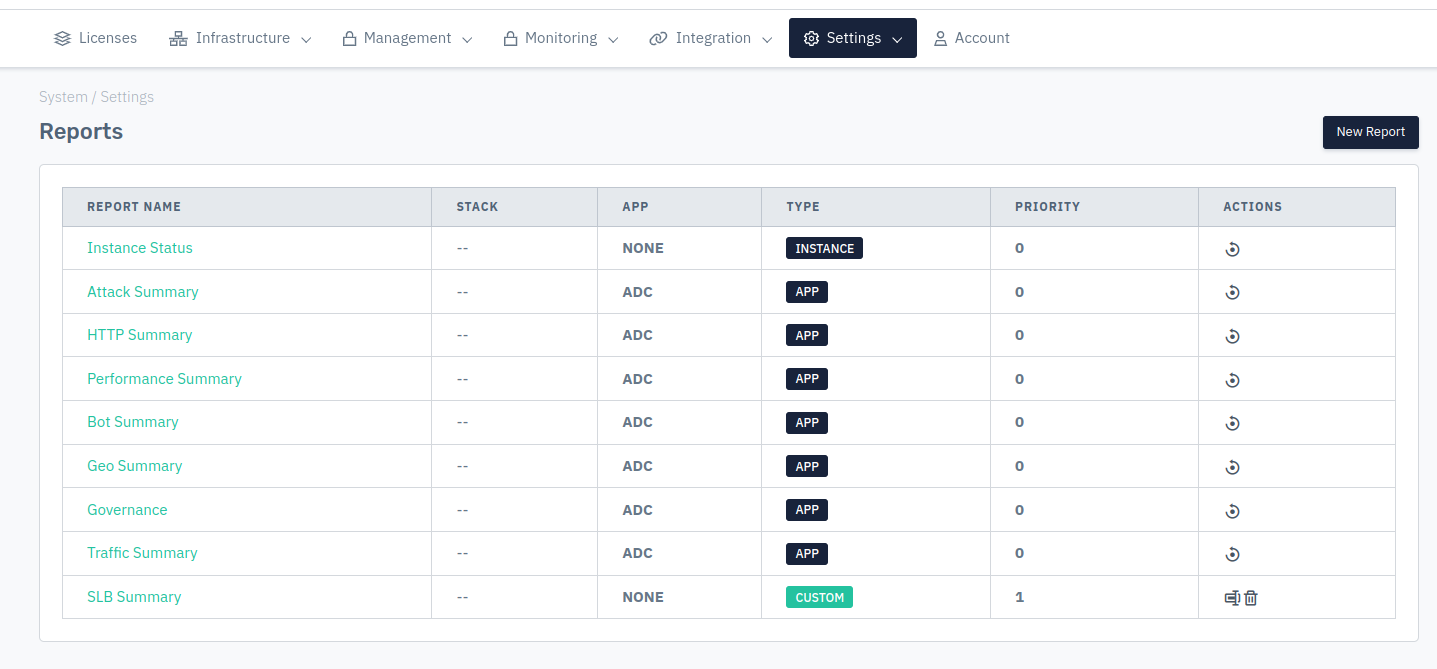 Licenses Infrastructure Management Monitoring Integration Settings Account
System / Settings
Reports
New Report
REPORT NAME STACK APP TYPE PRIORITY ACTIONS
Instance Status -- NONE INSTANCE 0
Attack Summary -- ADC APP 0
HTTP Summary -- ADC APP 0
Performance Summary -- ADC APP 0
Bot Summary -- ADC APP 0
Geo Summary -- ADC APP 0
Governance -- ADC APP 0
Traffic Summary -- ADC APP 0
SLB Summary -- NONE CUSTOM 1